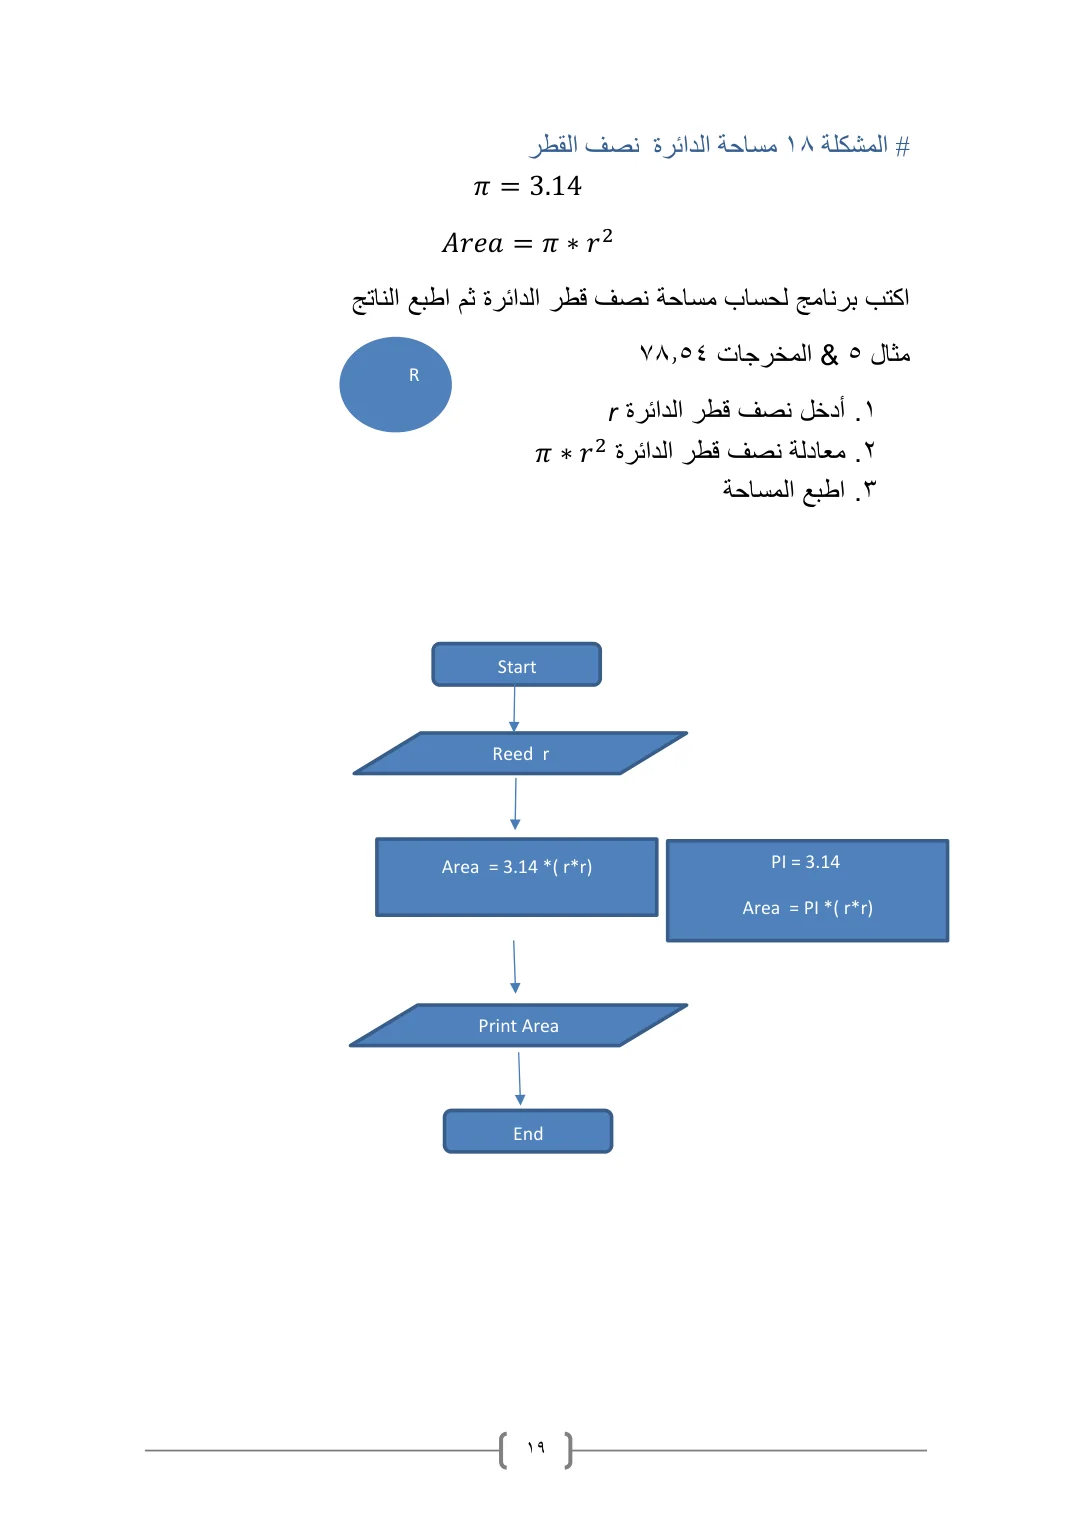 # المشكلة ١٨ مساحة الدائرة نصف القطر
π = 3.14
Area = π ∗ r²
اكتب برنامج لحساب مساحة نصف قطر الدائرة ثم اطبع الناتج
مثال ٥ & المخرجات ٧٨,٥٤
R
١. أدخل نصف قطر الدائرة r
٢. معادلة نصف قطر الدائرة π ∗ r²
٣. اطبع المساحة
Start
Reed r
Area = 3.14 *( r*r)
PI = 3.14
Area = PI *( r*r)
Print Area
End
١٩